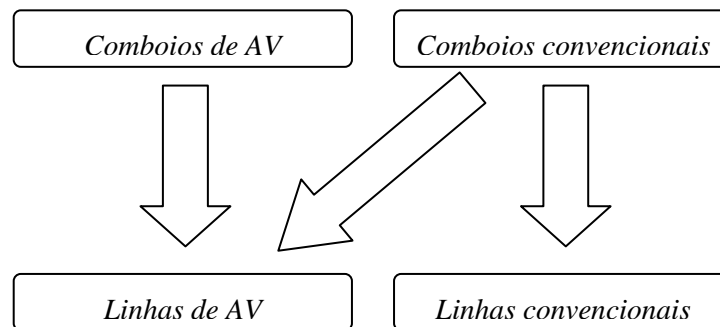 Comboios de AV
Comboios convencionais
Linhas de AV
Linhas convencionais